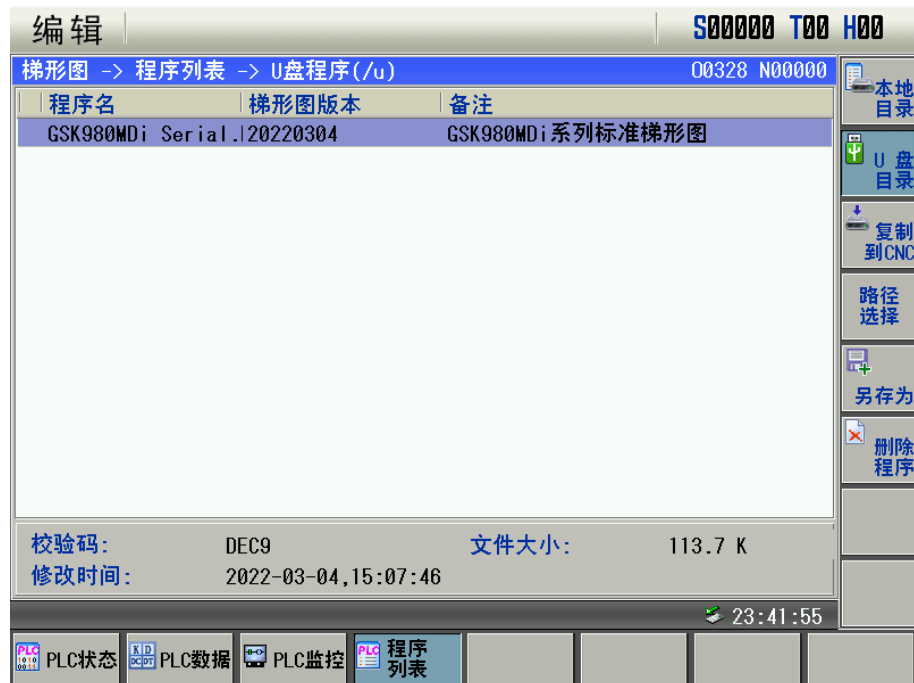 编辑
S00000 T00 H00
梯形图 -> 程序列表 -> U盘程序(/u)
O0328 N00000
程序名
梯形图版本
备注
GSK980MDi Serial.
20220304
GSK980MDi系列标准梯形图
本地
目录
U 盘
目录
复制
到CNC
路径
选择
另存为
删除
程序
校验码:
DEC9
文件大小:
113.7 K
修改时间:
2022-03-04,15:07:46
23:41:55
PLC状态
PLC数据
PLC监控
程序
列表